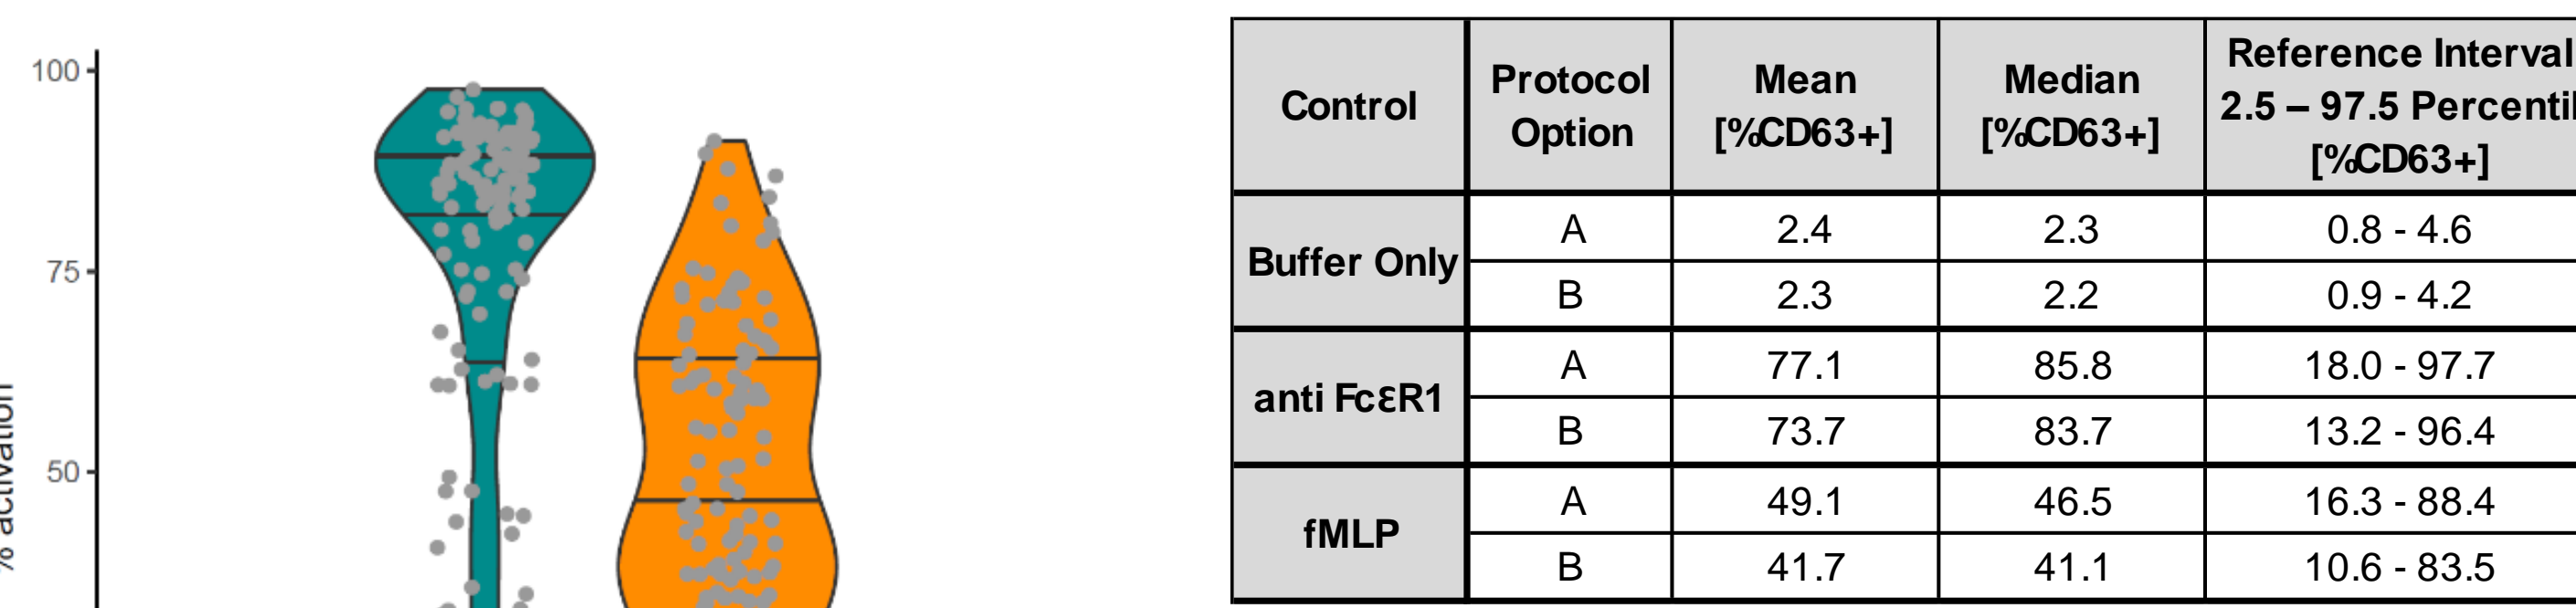 100
75
50
% activation
Control
Protocol
Option
Mean
[%CD63+]
Median
[%CD63+]
Reference Interval
2.5 – 97.5 Percentil
[%CD63+]
Buffer Only
A 2.4 2.3 0.8 - 4.6
B 2.3 2.2 0.9 - 4.2
anti FcεR1
A 77.1 85.8 18.0 - 97.7
B 73.7 83.7 13.2 - 96.4
fMLP
A 49.1 46.5 16.3 - 88.4
B 41.7 41.1 10.6 - 83.5